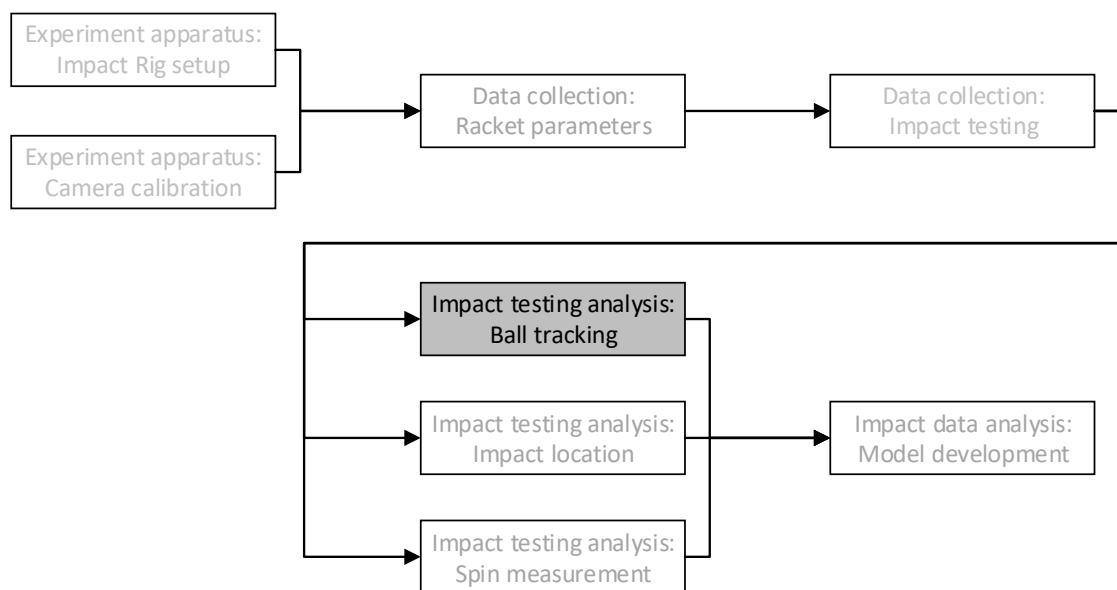 Experiment apparatus:
Impact Rig setup
Experiment apparatus:
Camera calibration
Data collection:
Racket parameters
Data collection:
Impact testing
Impact testing analysis:
Ball tracking
Impact testing analysis:
Impact location
Impact testing analysis:
Spin measurement
Impact data analysis:
Model development